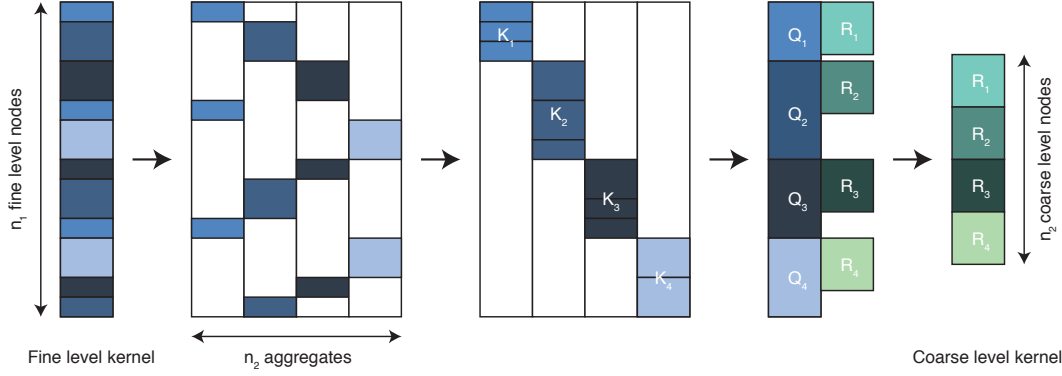 n₁ fine level nodes
Fine level kernel
n₂ aggregates
K₁
K₂
K₃
K₄
Q₁
Q₂
Q₃
Q₄
R₁
R₂
R₃
R₄
R₁
R₂
R₃
R₄
n₂ coarse level nodes
Coarse level kernel